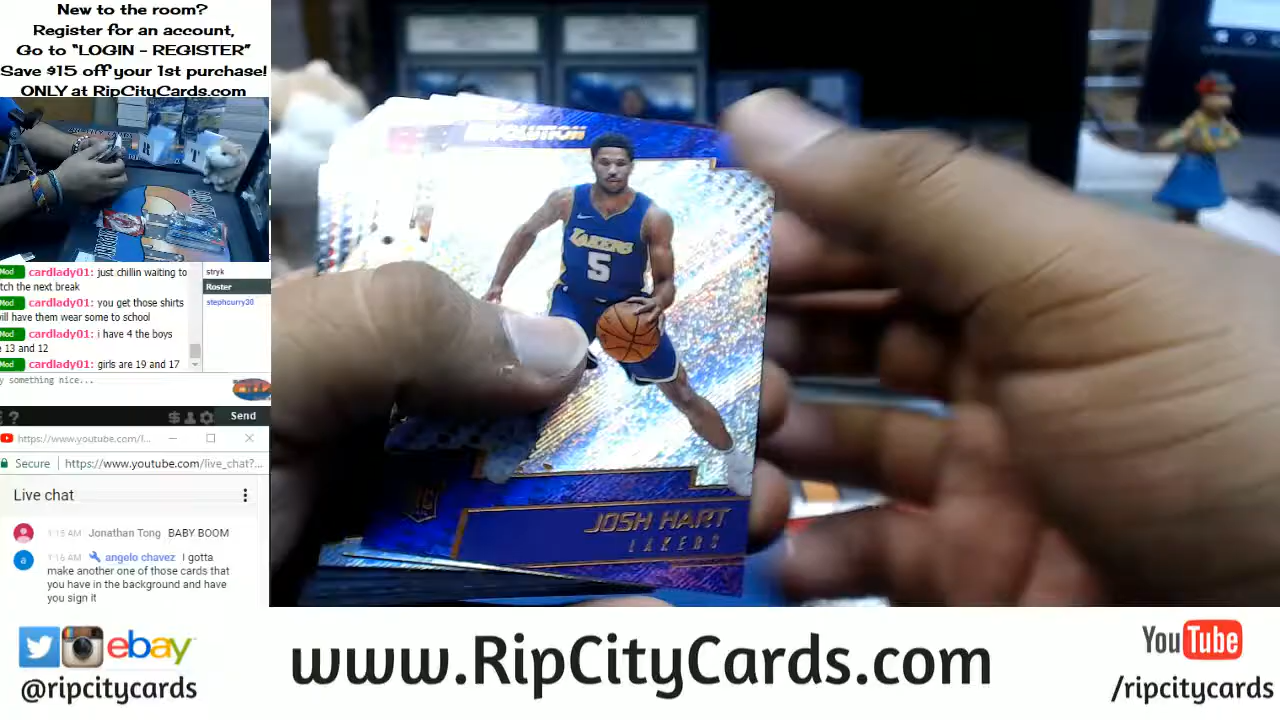 New to the room?
Register for an account,
Go to “LOGIN - REGISTER”
Save $15 off your 1st purchase!
ONLY at RipCityCards.com
Mod cardlady01: just chillin waiting to
tch the next break
Mod cardlady01: you get those shirts
will have them wear some to school
Mod cardlady01: i have 4 the boys
e 13 and 12
Mod cardlady01: girls are 19 and 17
y something nice...
stryk
Roster
stephcurry30
Send
https://www.youtube.com/l...
Secure https://www.youtube.com/live_chat?...
Live chat
1:15 AM Jonathan Tong BABY BOOM
1:16 AM angelo chavez I gotta
make another one of those cards that
you have in the background and have
you sign it
REVOLUTION
LAKERS
5
RC
JOSH HART
LAKERS
ebay
@ripcitycards
www.RipCityCards.com
YouTube
/ripcitycards